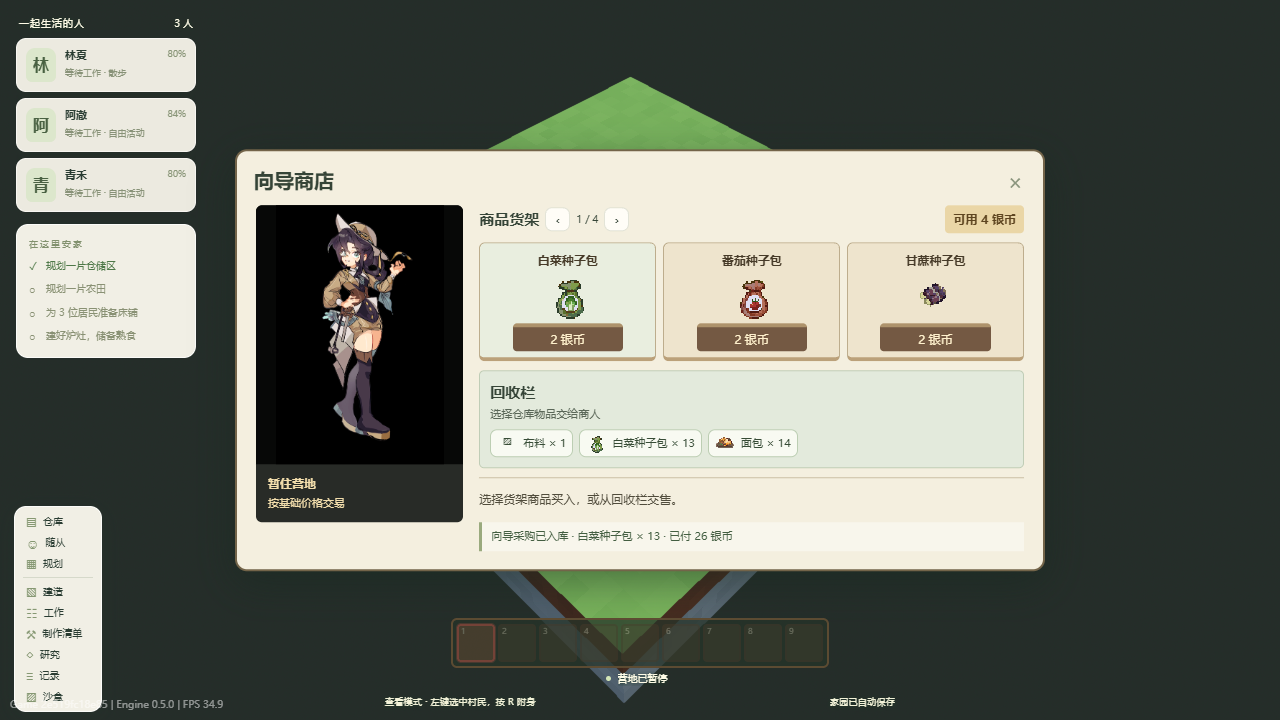 一起生活的人 3 人
林
林夏 80%
等待工作 · 散步
阿
阿澈 84%
等待工作 · 自由活动
青
青禾 80%
等待工作 · 自由活动
在这里安家
✓ 规划一片仓储区
○ 规划一片农田
○ 为 3 位居民准备床铺
○ 建好炉灶，储备熟食
向导商店 ×
商品货架 ‹ 1 / 4 › 可用 4 银币
白菜种子包
2 银币
番茄种子包
2 银币
甘蔗种子包
2 银币
回收栏
选择仓库物品交给商人
布料 × 1
白菜种子包 × 13
面包 × 14
暂住营地
按基础价格交易
选择货架商品买入，或从回收栏交售。
向导采购已入库 · 白菜种子包 × 13 · 已付 26 银币
仓库
随从
规划
建造
工作
制作清单
研究
记录
沙盒
1 2 3 4 5 6 7 8 9
营地已暂停
| Engine 0.5.0 | FPS 34.9
查看模式 · 左键选中村民，按 R 附身
家园已自动保存